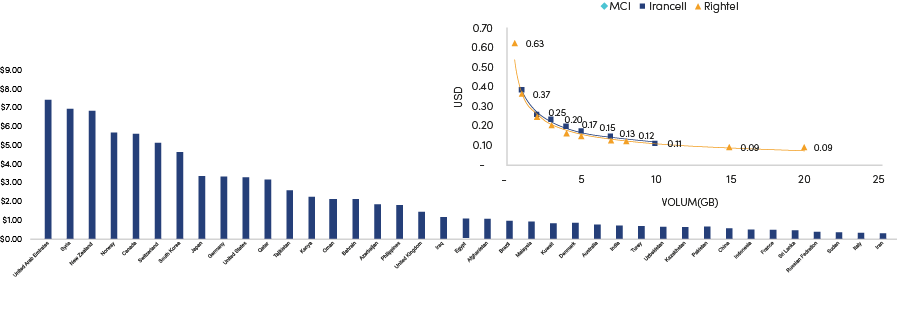 MCI Irancell Rightel
0.70
0.60
0.50
0.40
0.30
0.20
0.10
–
USD
0.63
0.37
0.25
0.20
0.17
0.15
0.13
0.12
0.11
0.09
0.09
– 5 10 15 20 25
VOLUM(GB)
$9.00
$8.00
$7.00
$6.00
$5.00
$4.00
$3.00
$2.00
$1.00
$0.00
United Arab Emirates
Syria
New Zealand
Norway
Canada
Switzerland
South Korea
Japan
Germany
United States
Qatar
Tajikistan
Kenya
Oman
Bahrain
Azerbaijan
Philippines
United Kingdom
Iraq
Egypt
Afghanistan
Brazil
Malaysia
Kuwait
Denmark
Australia
India
Turkey
Uzbekistan
Kazakhstan
Pakistan
China
Indonesia
France
Sri Lanka
Russian Fedration
Sudan
Italy
Iran